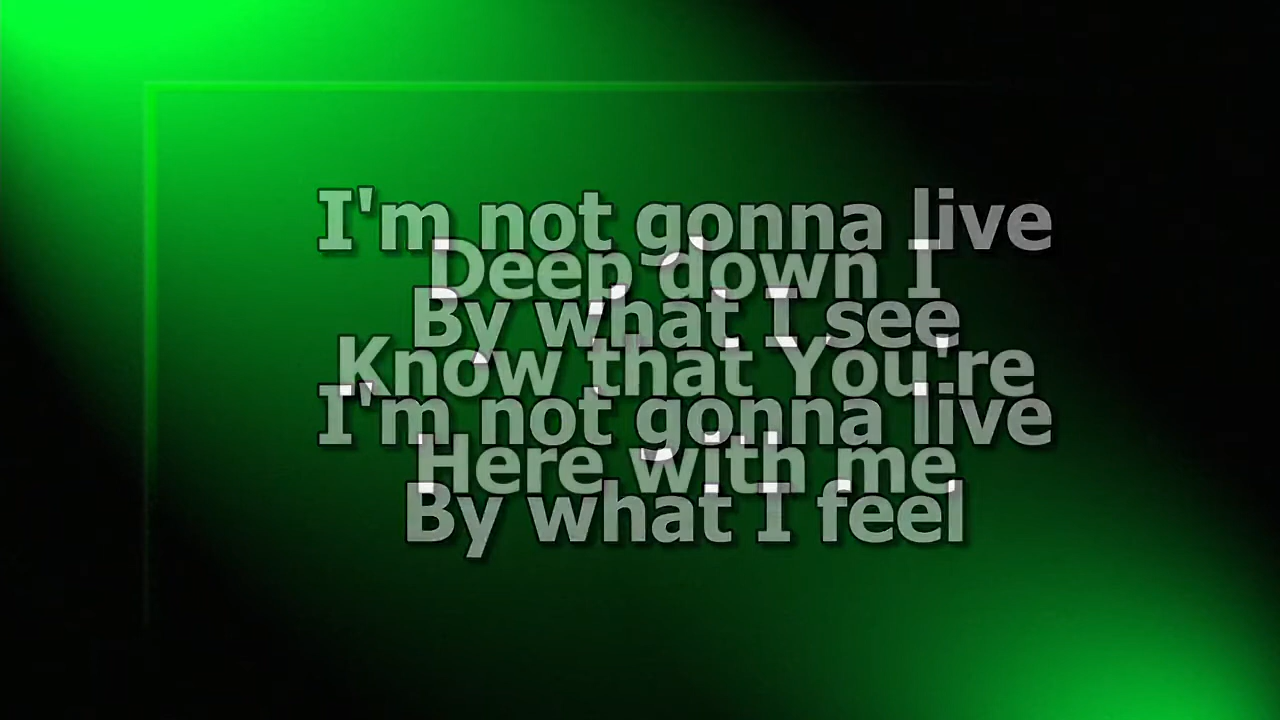 I'm not gonna live
Deep down I
By what I see
Know that You're
I'm not gonna live
Here with me
By what I feel